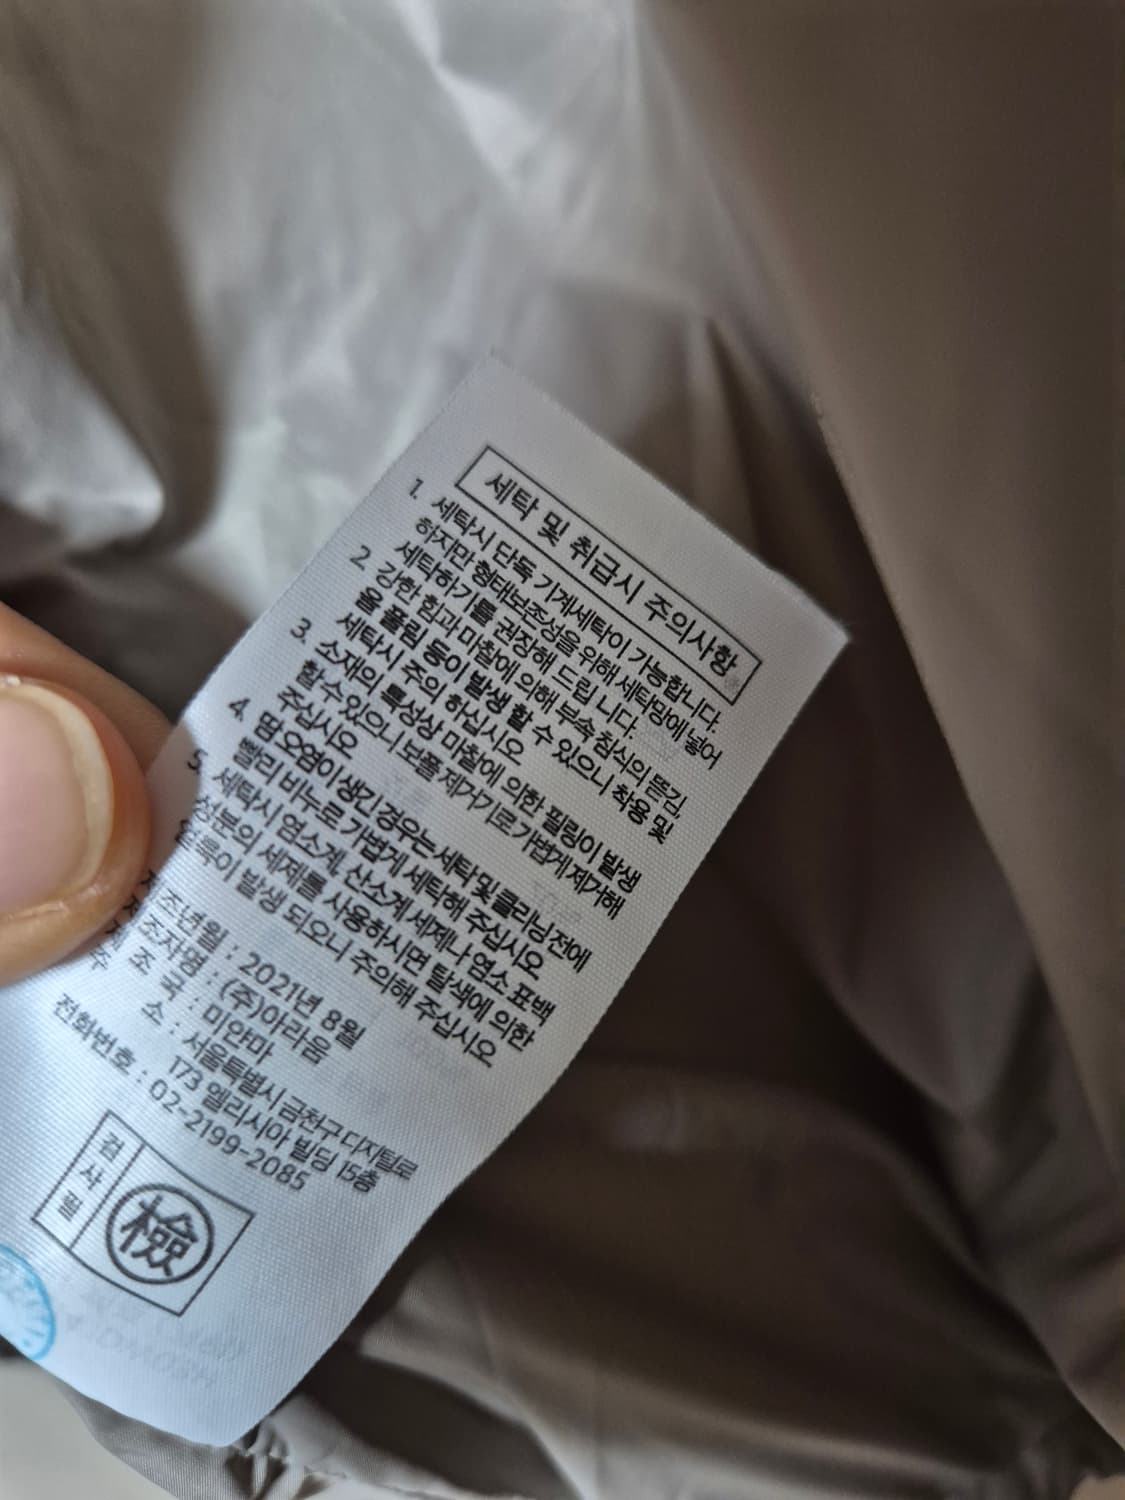 세탁 및 취급시 주의사항
1. 세탁시 단독 기계세탁이 가능합니다.
하지만 형태보존성을 위해 세탁망에 넣어
세탁하기를 권장해 드립 니다.
2 강한 힘과 마찰에 의해 부속 침식의 뜯김,
올 풀림 등이 발생 할 수 있으니 착용 및
세탁시 주의 하십시오
3. 소재의 특성상 마찰에 의한 필링이 발생
할 수 있으니 보풀 제거기로 가볍게 제거해
주십시오
4. 땀 오염이 생긴 경우는 세탁 및 클리닝 전에
빨리 비누로 가볍게 세탁해 주십시오
5. 세탁시 염소계, 산소계 세제나 염소 표백
성분의 세제를 사용하시면 탈색에 의한
얼룩이 발생 되오니 주의해 주십시오
제조년월 : 2021년 8월
제조자명 : (주)아라움
제 조 국 : 미얀마
주 소 : 서울특별시 금천구 디지털로
173 엘리시아 빌딩 15층
전화번호 : 02-2199-2085
검사필
檢